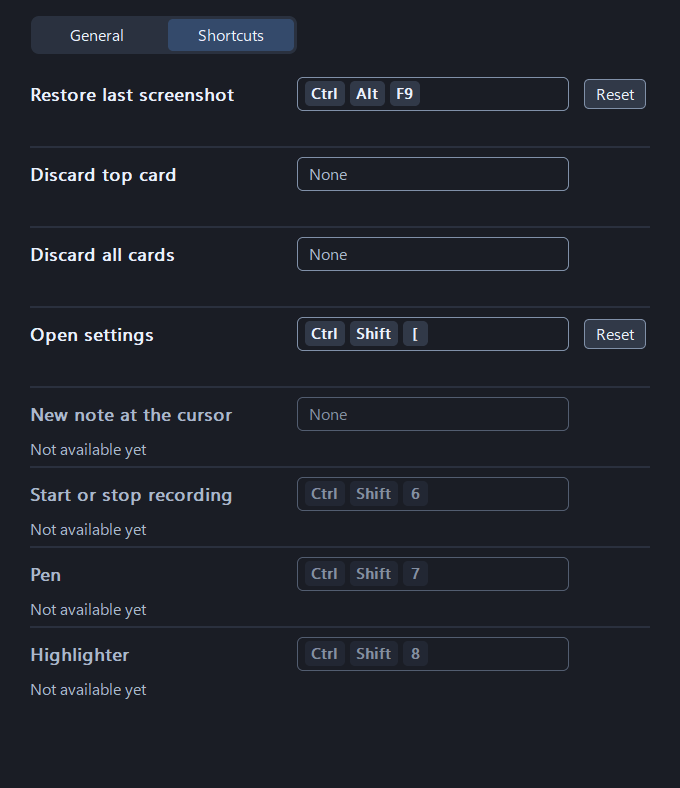 General Shortcuts
Restore last screenshot Ctrl Alt F9 Reset
Discard top card None
Discard all cards None
Open settings Ctrl Shift [ Reset
New note at the cursor None
Not available yet
Start or stop recording Ctrl Shift 6
Not available yet
Pen Ctrl Shift 7
Not available yet
Highlighter Ctrl Shift 8
Not available yet